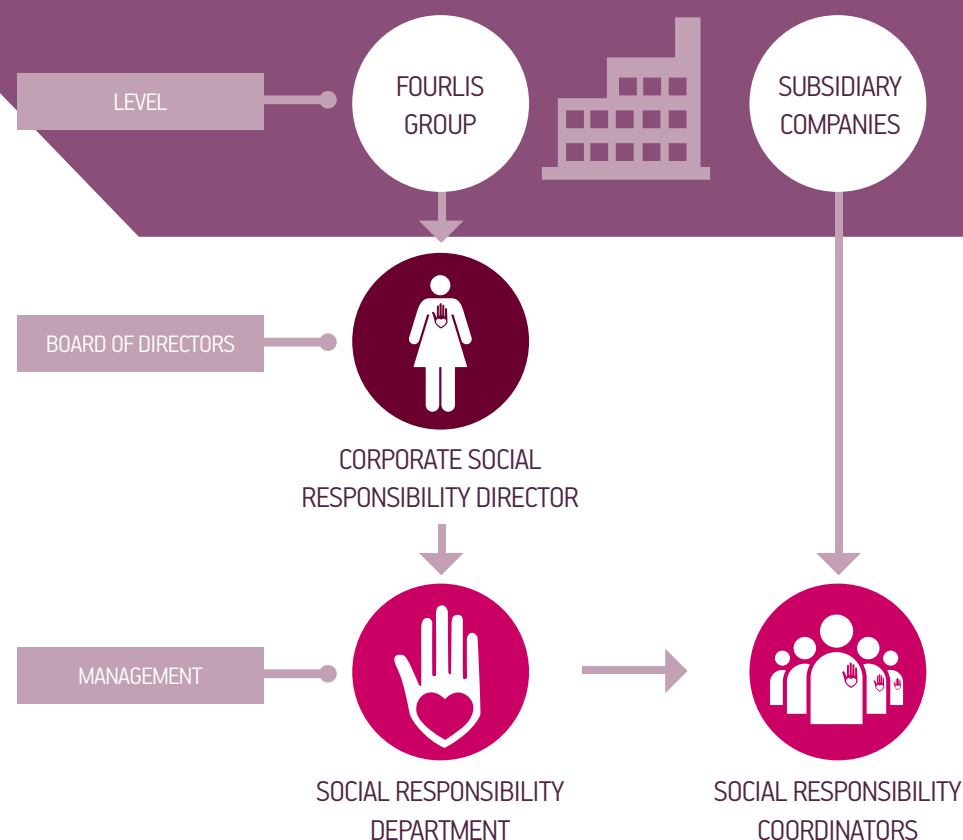 LEVEL
FOURLIS
GROUP
SUBSIDIARY
COMPANIES
BOARD OF DIRECTORS
CORPORATE SOCIAL
RESPONSIBILITY DIRECTOR
MANAGEMENT
SOCIAL RESPONSIBILITY
DEPARTMENT
SOCIAL RESPONSIBILITY
COORDINATORS